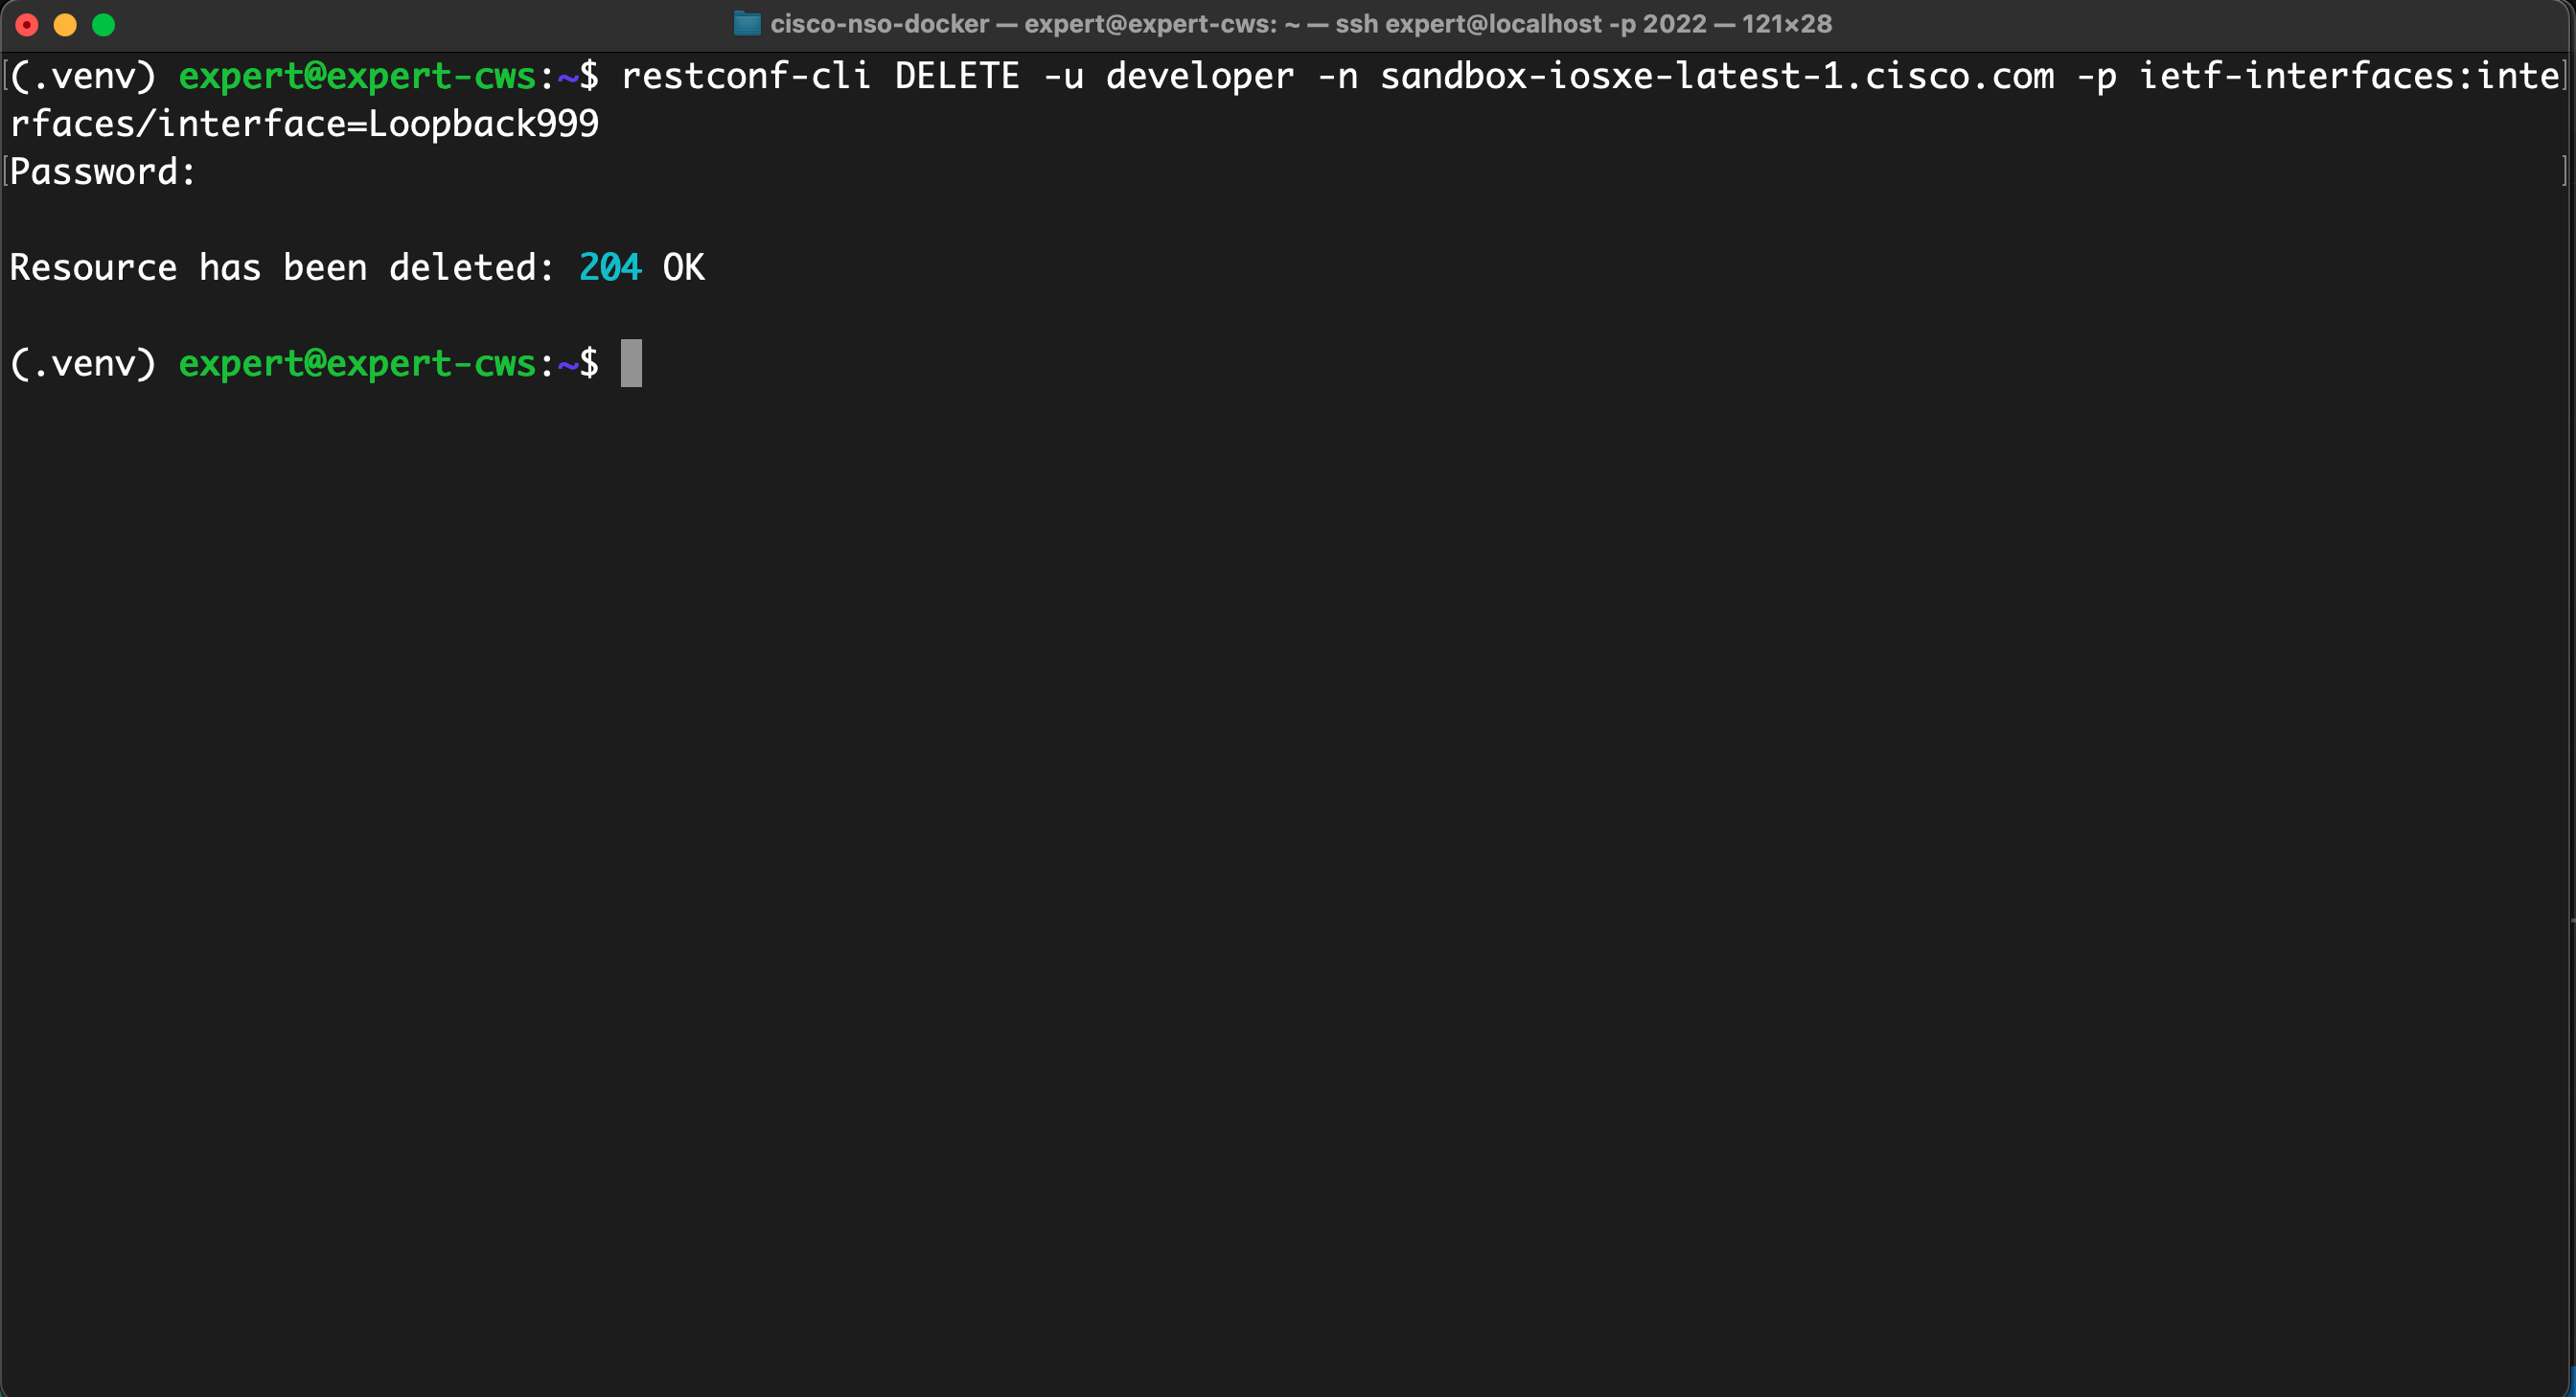 cisco-nso-docker — expert@expert-cws: ~ — ssh expert@localhost -p 2022 — 121×28
(.venv) expert@expert-cws:~$ restconf-cli DELETE -u developer -n sandbox-iosxe-latest-1.cisco.com -p ietf-interfaces:inte
rfaces/interface=Loopback999
Password:
Resource has been deleted: 204 OK
(.venv) expert@expert-cws:~$